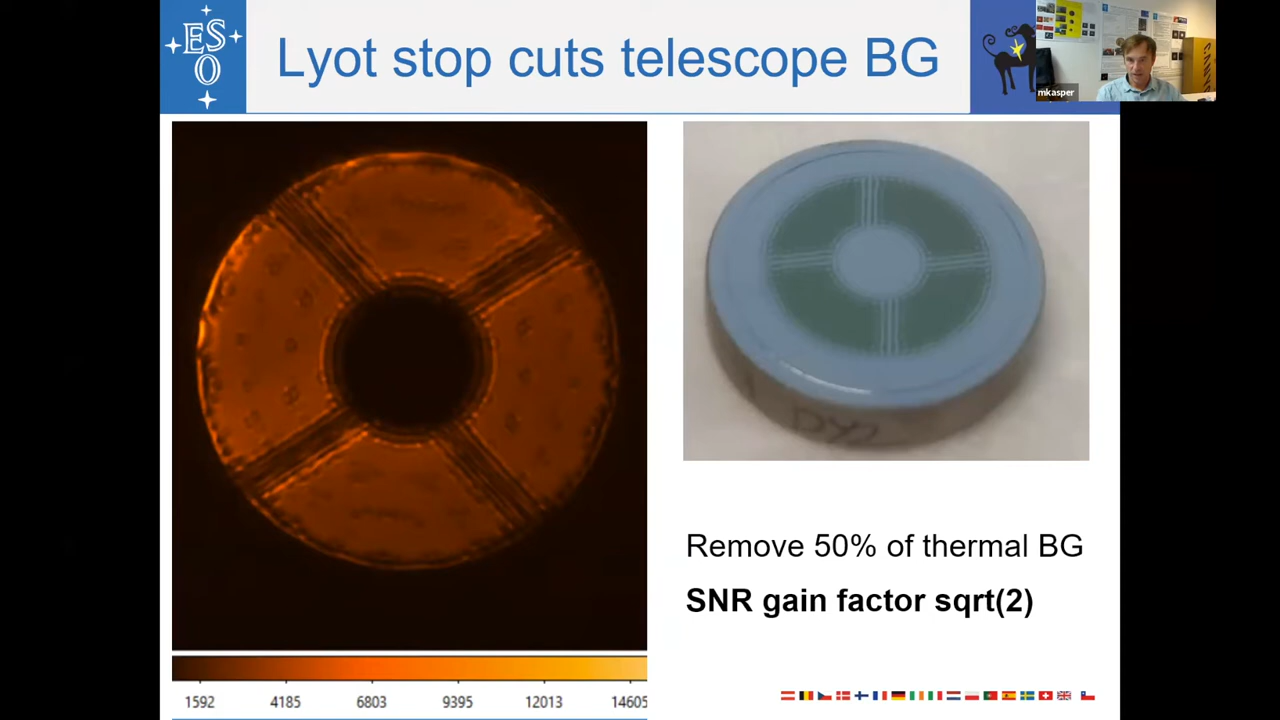 ES
O
Lyot stop cuts telescope BG
mkasper
Remove 50% of thermal BG
SNR gain factor sqrt(2)
1592 4185 6803 9395 12013 14605